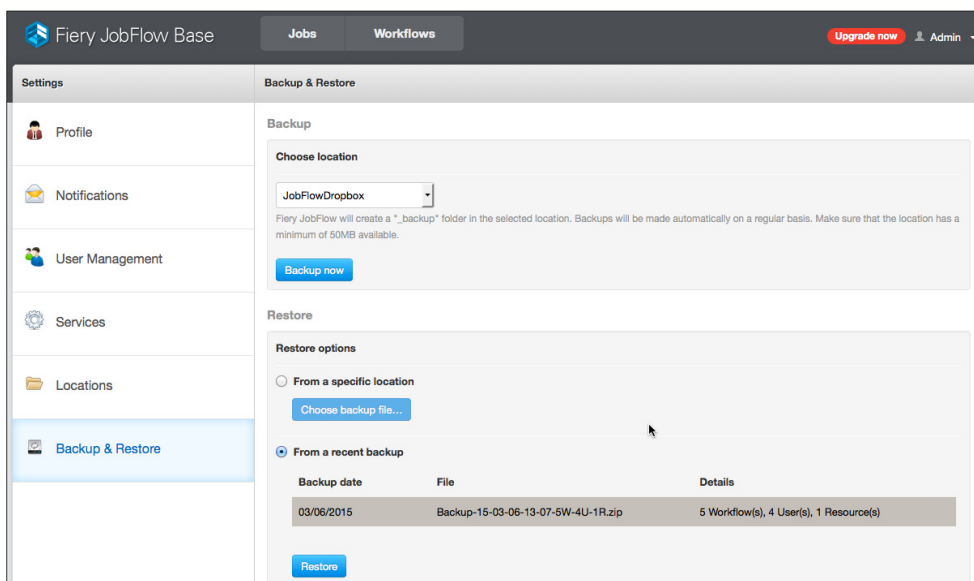 Fiery JobFlow Base
Jobs
Workflows
Upgrade now
Admin
Settings
Profile
Notifications
User Management
Services
Locations
Backup & Restore
Backup & Restore
Backup
Choose location
JobFlowDropbox
Fiery JobFlow will create a "_backup" folder in the selected location. Backups will be made automatically on a regular basis. Make sure that the location has a
minimum of 50MB available.
Backup now
Restore
Restore options
From a specific location
Choose backup file...
From a recent backup
Backup date File Details
03/06/2015 Backup-15-03-06-13-07-5W-4U-1R.zip 5 Workflow(s), 4 User(s), 1 Resource(s)
Restore